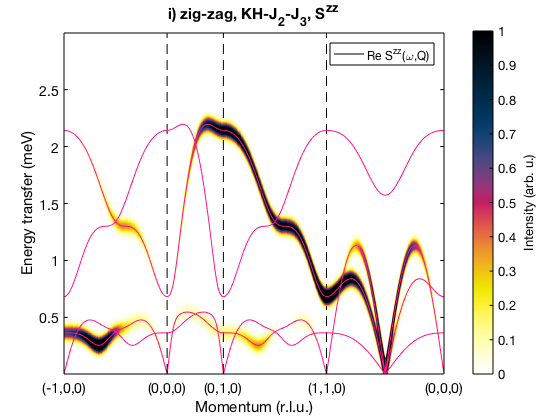 i) zig-zag, KH-J₂-J₃, Sᶻᶻ
Re Sᶻᶻ(ω,Q)
Energy transfer (meV)
2.5
2
1.5
1
0.5
(-1,0,0) (0,0,0) (0,1,0) (1,1,0) (0,0,0)
Momentum (r.l.u.)
1
0.9
0.8
0.7
0.6
0.5
0.4
0.3
0.2
0.1
0
Intensity (arb. u)